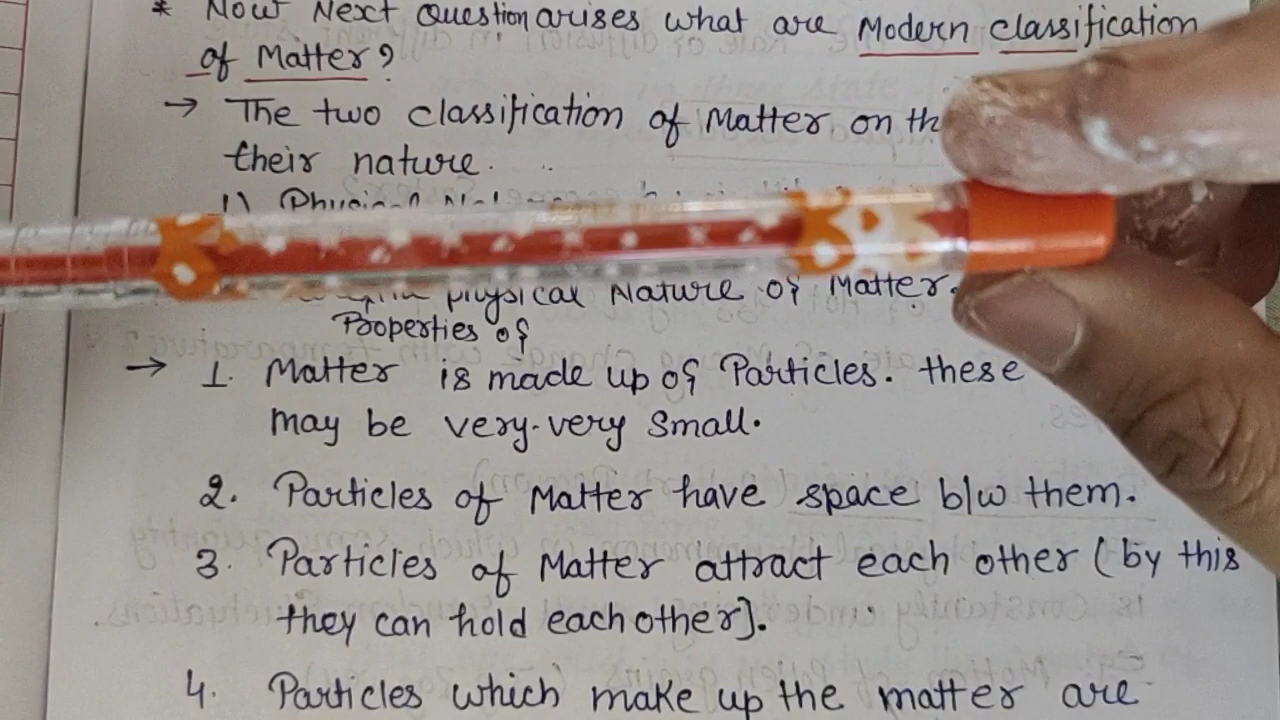 * Now Next Question arises what are Modern classification
of Matter?
→ The two classification of Matter on
their nature.
1)
physical Nature of Matter.
Properties of
→ 1. Matter is made up of Particles. these
may be very-very small.
2. Particles of Matter have space b/w them.
3. Particles of Matter attract each other (by this
they can hold each other].
4. Particles which make up the matter are